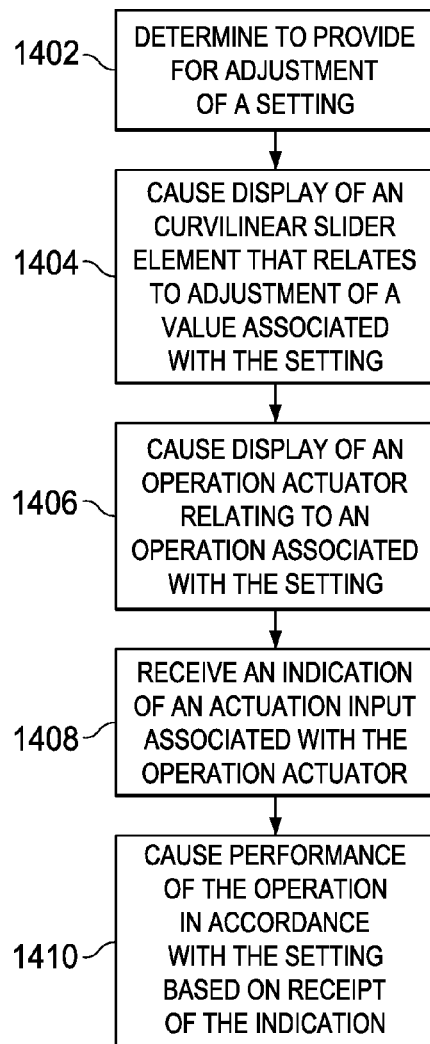 1402
DETERMINE TO PROVIDE
FOR ADJUSTMENT
OF A SETTING
1404
CAUSE DISPLAY OF AN
CURVILINEAR SLIDER
ELEMENT THAT RELATES
TO ADJUSTMENT OF A
VALUE ASSOCIATED
WITH THE SETTING
1406
CAUSE DISPLAY OF AN
OPERATION ACTUATOR
RELATING TO AN
OPERATION ASSOCIATED
WITH THE SETTING
1408
RECEIVE AN INDICATION
OF AN ACTUATION INPUT
ASSOCIATED WITH THE
OPERATION ACTUATOR
1410
CAUSE PERFORMANCE
OF THE OPERATION
IN ACCORDANCE
WITH THE SETTING
BASED ON RECEIPT
OF THE INDICATION